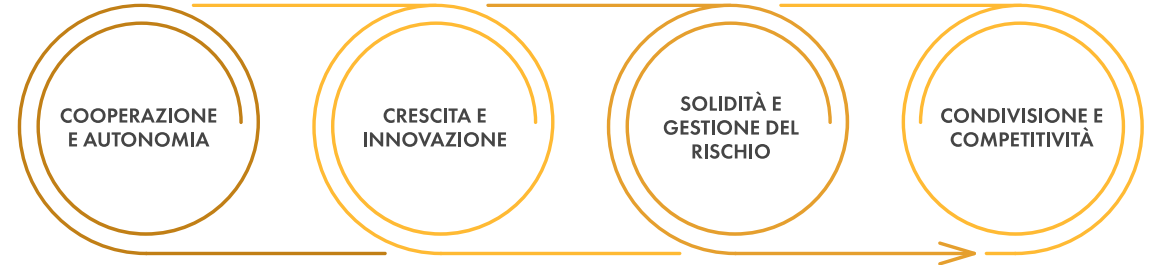 COOPERAZIONE
E AUTONOMIA
CRESCITA E
INNOVAZIONE
SOLIDITÀ E
GESTIONE DEL
RISCHIO
CONDIVISIONE E
COMPETITIVITÀ